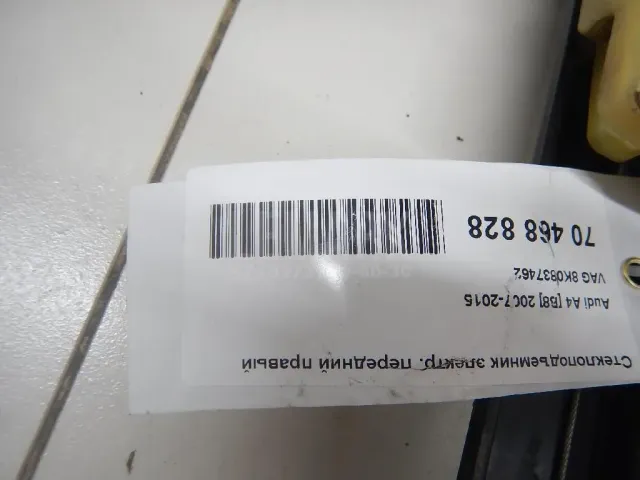 Стеклоподъемник электр. передний правый
Audi A4 [B8] 2007-2015
VAG 8K0837462
70 468 828